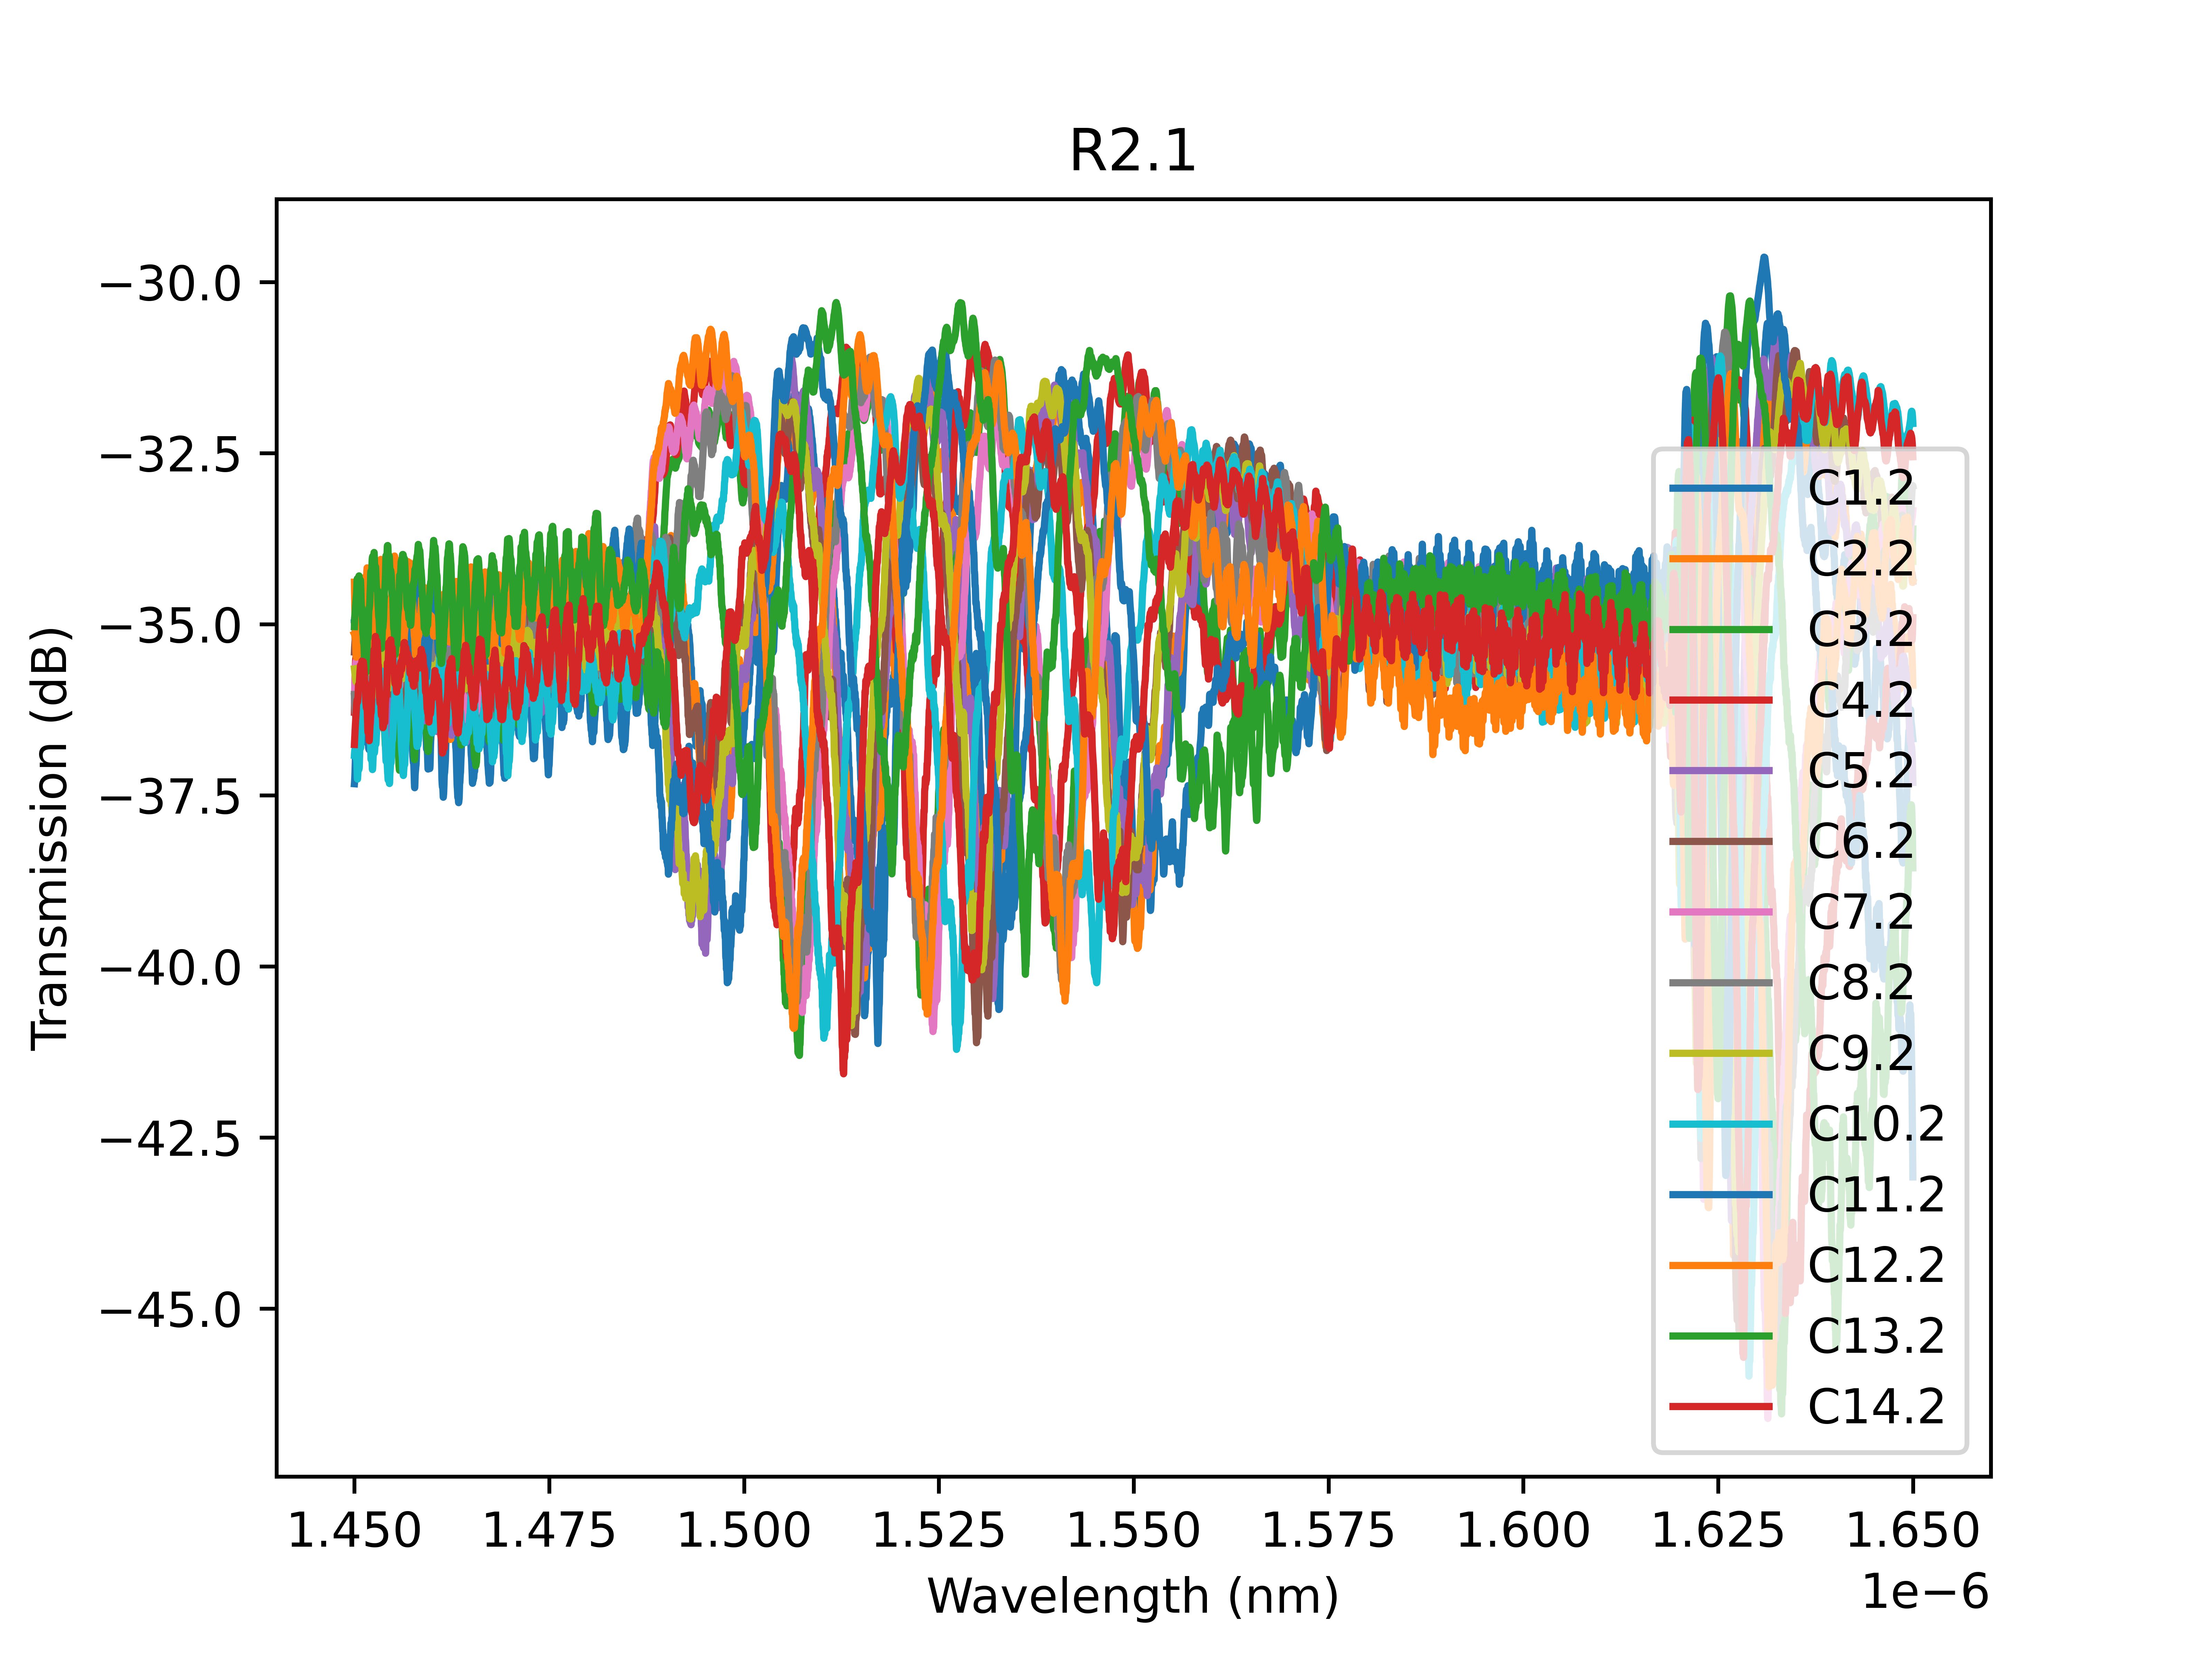 R2.1
Transmission (dB)
−30.0
−32.5
−35.0
−37.5
−40.0
−42.5
−45.0
C1.2
C2.2
C3.2
C4.2
C5.2
C6.2
C7.2
C8.2
C9.2
C10.2
C11.2
C12.2
C13.2
C14.2
1.450 1.475 1.500 1.525 1.550 1.575 1.600 1.625 1.650
Wavelength (nm)
1e−6